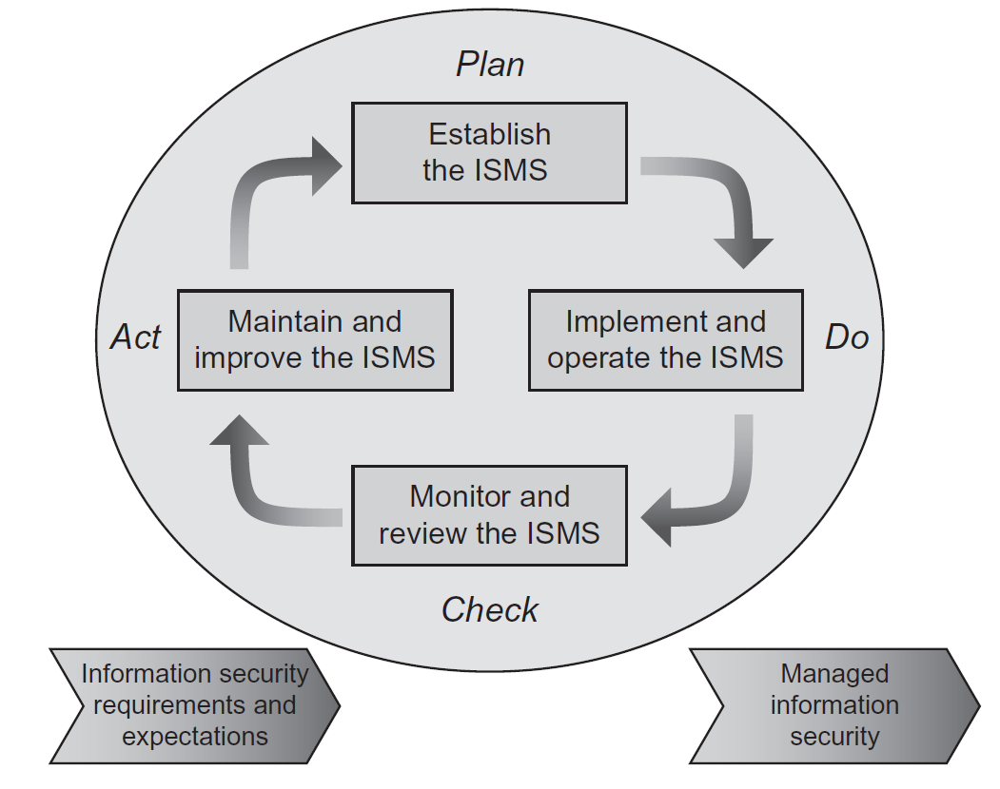 Plan
Establish
the ISMS
Act
Maintain and
improve the ISMS
Implement and
operate the ISMS
Do
Monitor and
review the ISMS
Check
Information security
requirements and
expectations
Managed
information
security